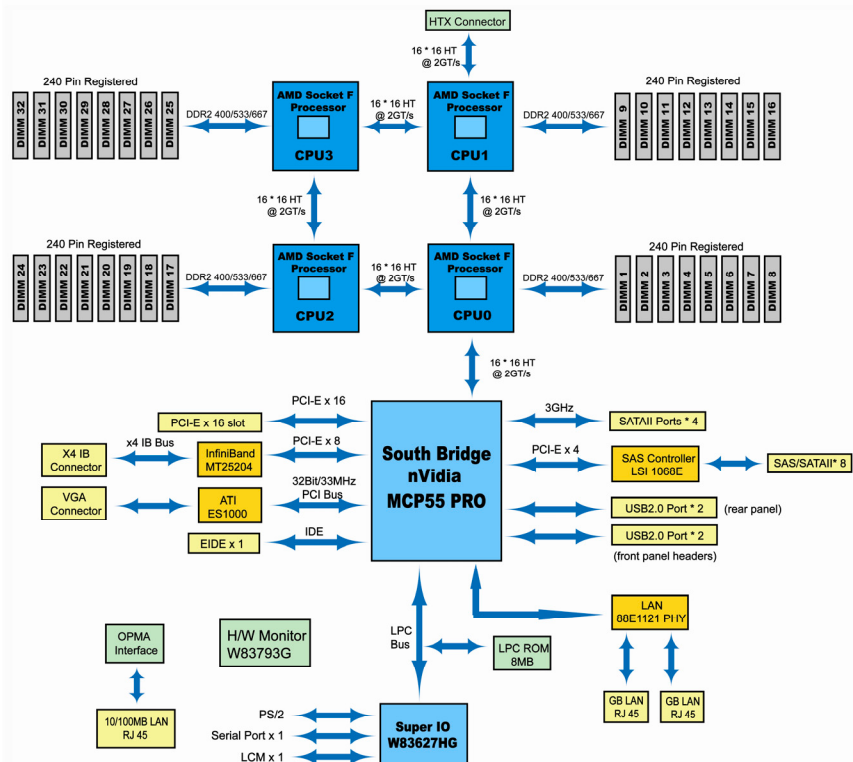 HTX Connector
16 * 16 HT
@ 2GT/s
240 Pin Registered
DIMM 32
DIMM 31
DIMM 30
DIMM 29
DIMM 28
DIMM 27
DIMM 26
DIMM 25
DDR2 400/533/667
AMD Socket F
Processor
CPU3
16 * 16 HT
@ 2GT/s
AMD Socket F
Processor
CPU1
DDR2 400/533/667
240 Pin Registered
DIMM 9
DIMM 10
DIMM 11
DIMM 12
DIMM 13
DIMM 14
DIMM 15
DIMM 16
16 * 16 HT
@ 2GT/s
16 * 16 HT
@ 2GT/s
240 Pin Registered
DIMM 24
DIMM 23
DIMM 22
DIMM 21
DIMM 20
DIMM 19
DIMM 18
DIMM 17
DDR2 400/533/667
AMD Socket F
Processor
CPU2
16 * 16 HT
@ 2GT/s
AMD Socket F
Processor
CPU0
DDR2 400/533/667
240 Pin Registered
DIMM 1
DIMM 2
DIMM 3
DIMM 4
DIMM 5
DIMM 6
DIMM 7
DIMM 8
16 * 16 HT
@ 2GT/s
PCI-E x 16
PCI-E x 16 slot
x4 IB Bus
X4 IB
Connector
InfiniBand
MT25204
PCI-E x 8
VGA
Connector
ATI
ES1000
32Bit/33MHz
PCI Bus
EIDE x 1
IDE
South Bridge
nVidia
MCP55 PRO
3GHz
SATAII Ports * 4
PCI-E x 4
SAS Controller
LSI 1068E
SAS/SATAII* 8
USB2.0 Port * 2
(rear panel)
USB2.0 Port * 2
(front panel headers)
LAN
88E1121 PHY
GB LAN
RJ 45
GB LAN
RJ 45
LPC
Bus
LPC ROM
8MB
OPMA
Interface
H/W Monitor
W83793G
10/100MB LAN
RJ 45
PS/2
Serial Port x 1
LCM x 1
Super IO
W83627HG